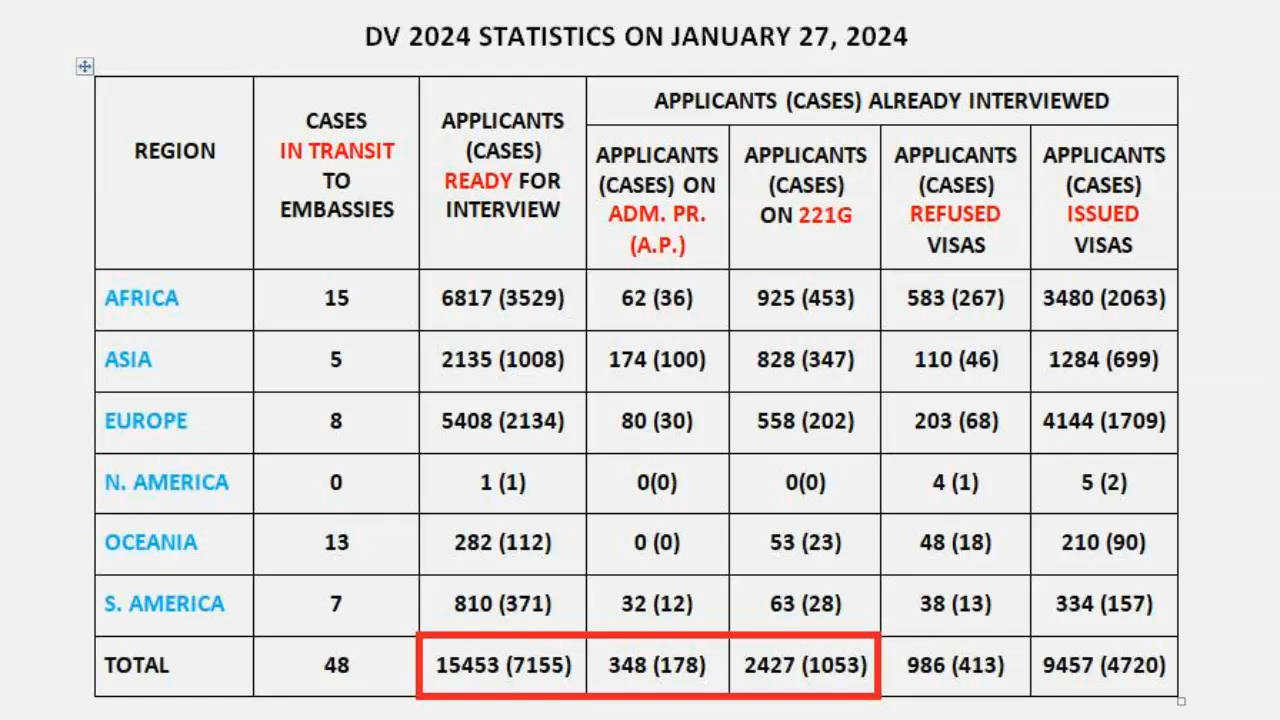 DV 2024 STATISTICS ON JANUARY 27, 2024
REGION
CASES
IN TRANSIT
TO
EMBASSIES
APPLICANTS
(CASES)
READY FOR
INTERVIEW
APPLICANTS (CASES) ALREADY INTERVIEWED
APPLICANTS
(CASES) ON
ADM. PR.
(A.P.)
APPLICANTS
(CASES)
ON 221G
APPLICANTS
(CASES)
REFUSED
VISAS
APPLICANTS
(CASES)
ISSUED
VISAS
AFRICA 15 6817 (3529) 62 (36) 925 (453) 583 (267) 3480 (2063)
ASIA 5 2135 (1008) 174 (100) 828 (347) 110 (46) 1284 (699)
EUROPE 8 5408 (2134) 80 (30) 558 (202) 203 (68) 4144 (1709)
N. AMERICA 0 1 (1) 0(0) 0(0) 4 (1) 5 (2)
OCEANIA 13 282 (112) 0 (0) 53 (23) 48 (18) 210 (90)
S. AMERICA 7 810 (371) 32 (12) 63 (28) 38 (13) 334 (157)
TOTAL 48 15453 (7155) 348 (178) 2427 (1053) 986 (413) 9457 (4720)